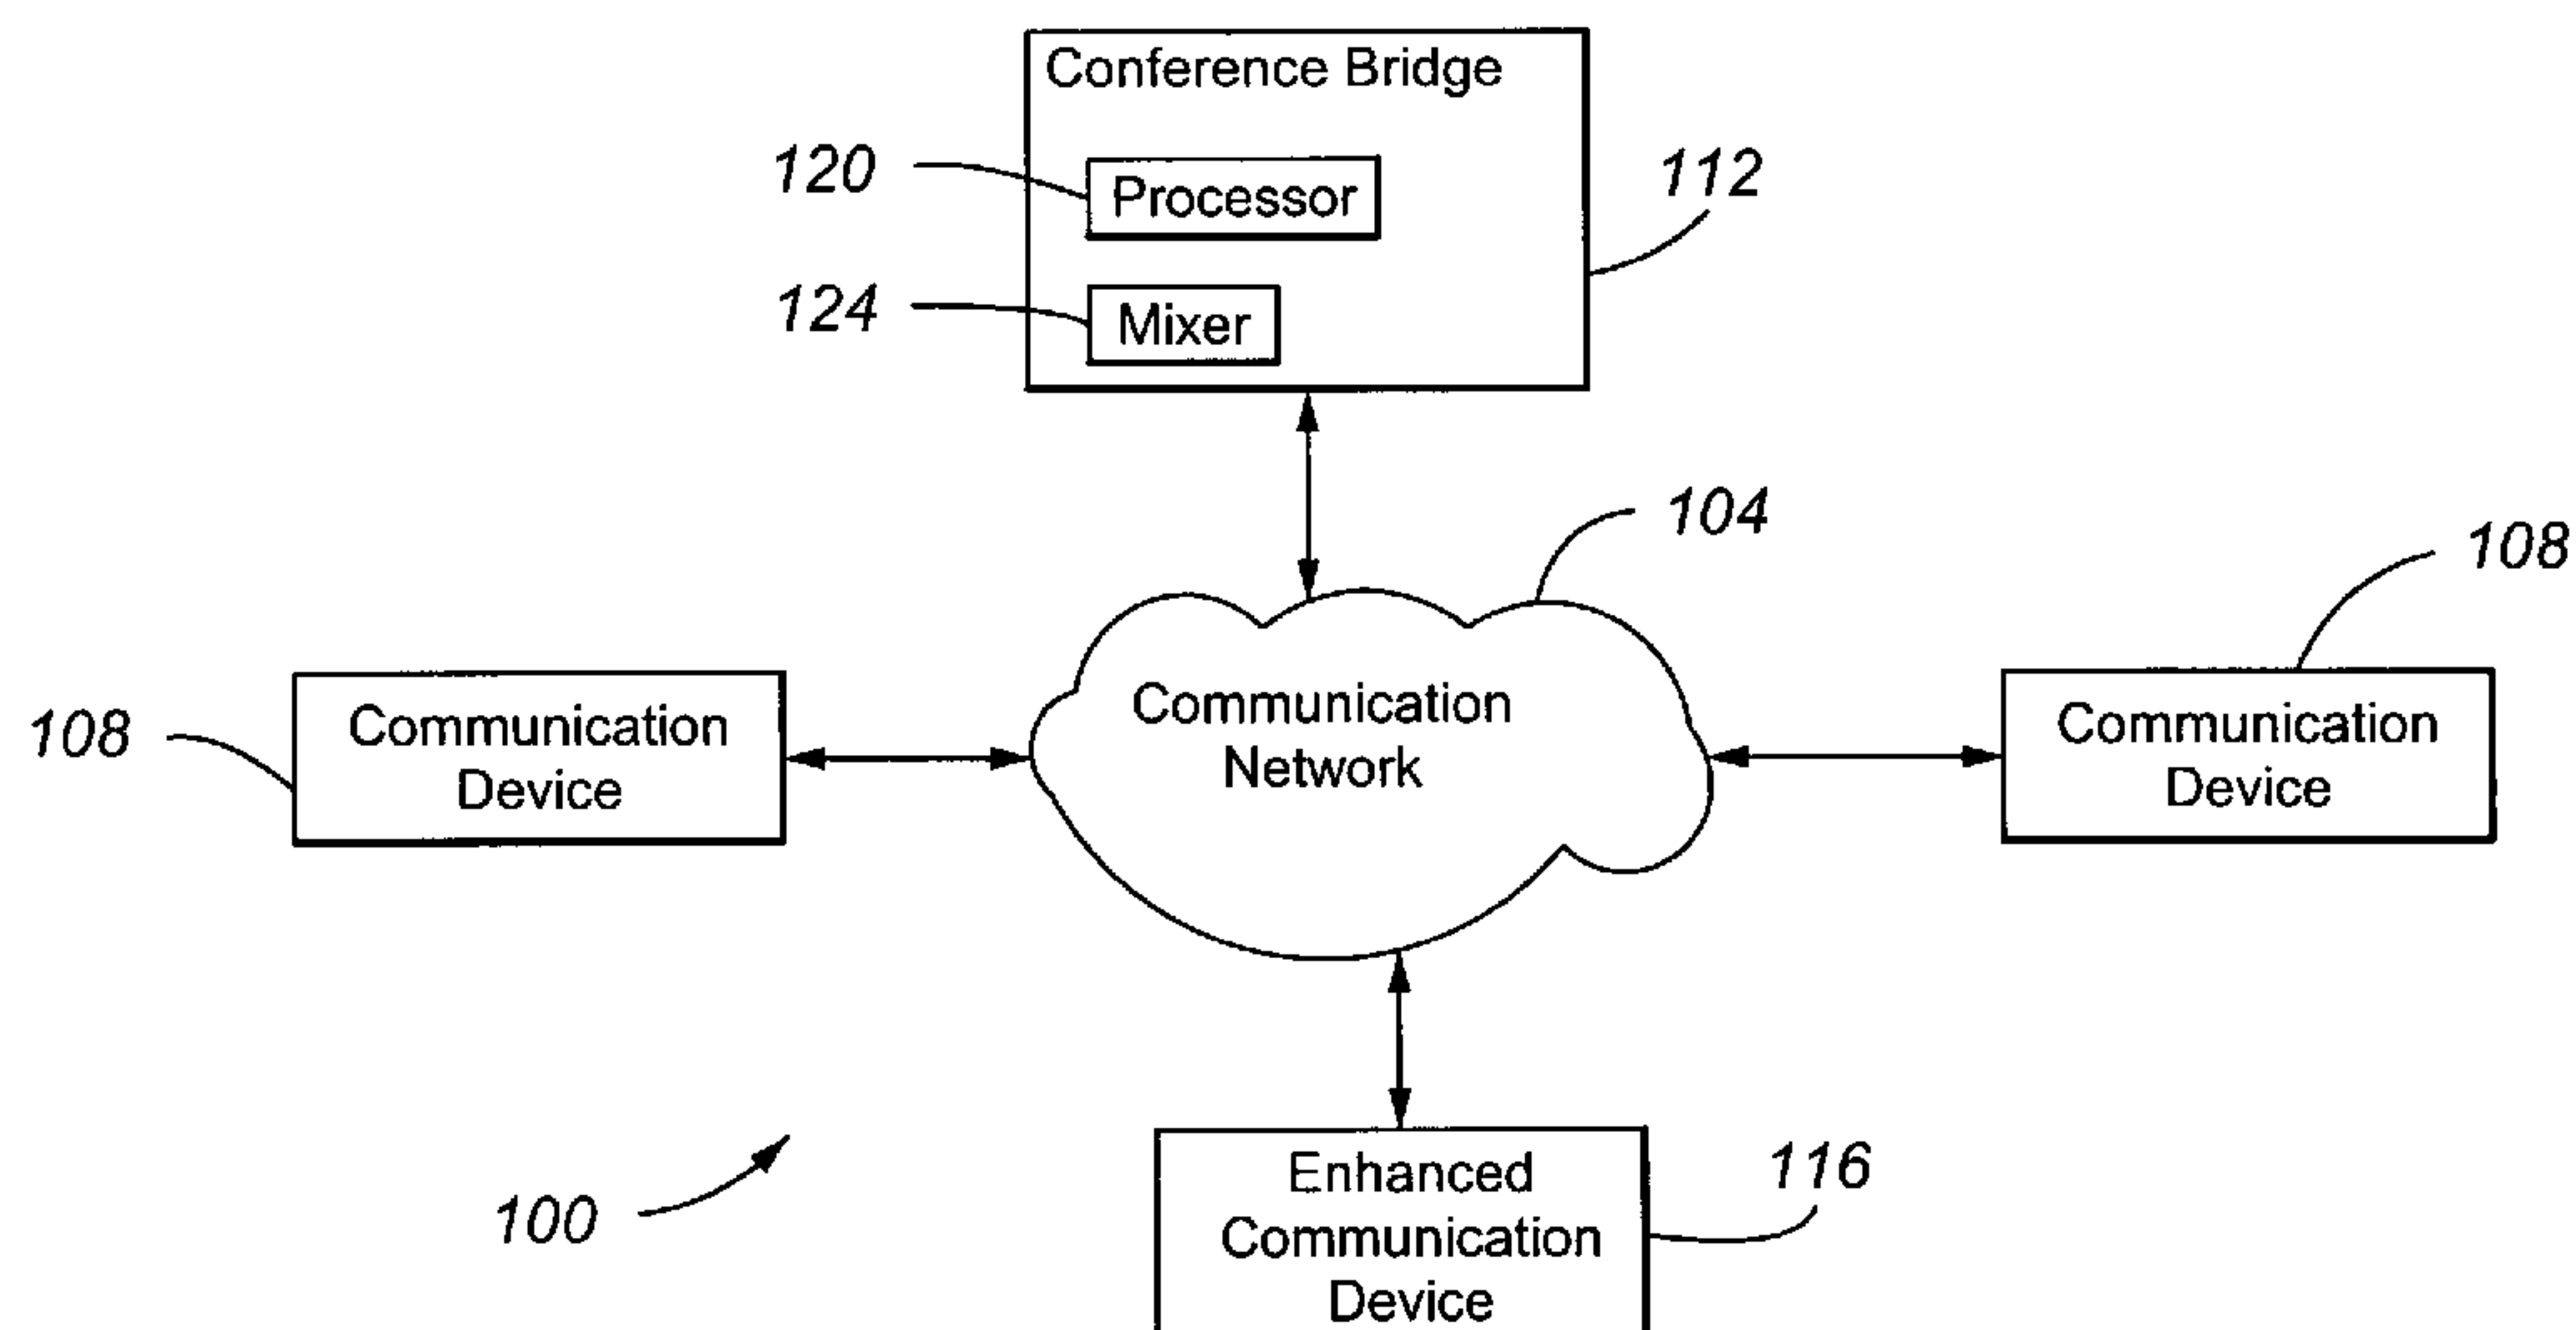 Conference Bridge
120
Processor
112
124
Mixer
104
108
108
Communication
Device
Communication
Network
Communication
Device
100
Enhanced
Communication
Device
116